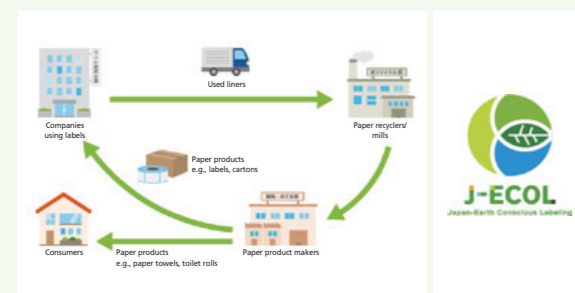 Used liners
Companies
using labels
Paper recyclers/
mills
Paper products
e.g., labels, cartons
Consumers
Paper products
e.g., paper towels, toilet rolls
Paper product makers
J-ECOL
Japan-Earth Conscious Labeling